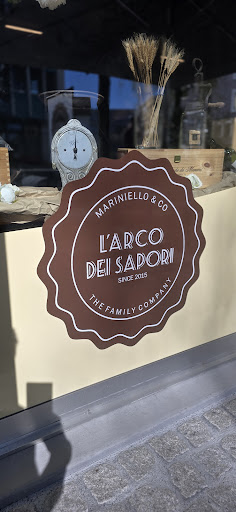 MARINIELLO & CO
L'ARCO
DEI SAPORI
SINCE 2015
THE FAMILY COMPANY